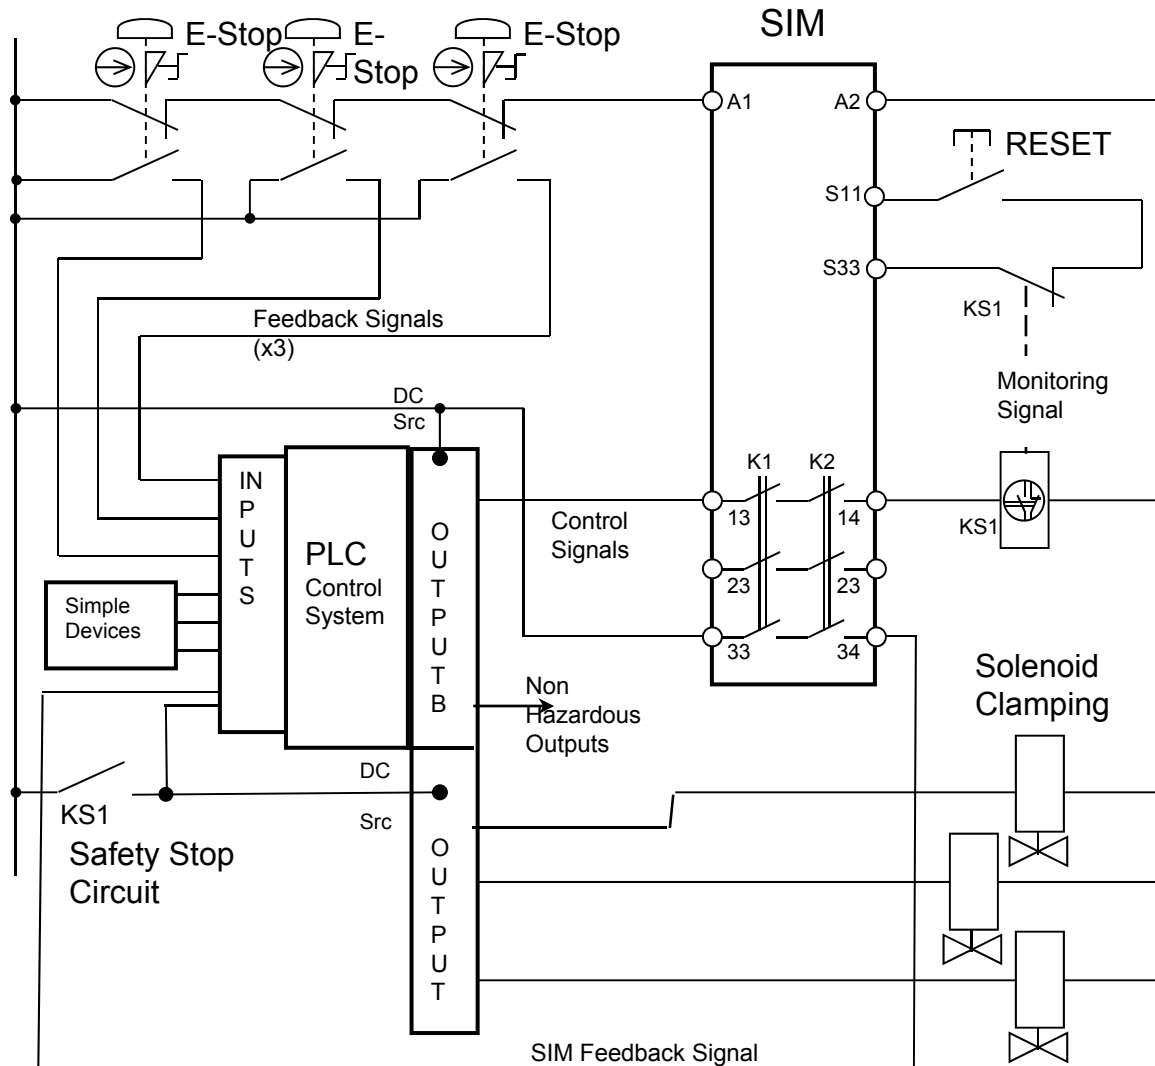 SIM
E-Stop
E-
Stop
E-Stop
A1
A2
RESET
S11
S33
KS1
Feedback Signals
(x3)
Monitoring
Signal
DC
Src
K1
K2
IN
P
U
T
S
PLC
Control
System
O
U
T
P
U
T
B
Control
Signals
13
14
KS1
23
23
33
34
Simple
Devices
Non
Hazardous
Outputs
Solenoid
Clamping
DC
Src
KS1
Safety Stop
Circuit
O
U
T
P
U
T
SIM Feedback Signal